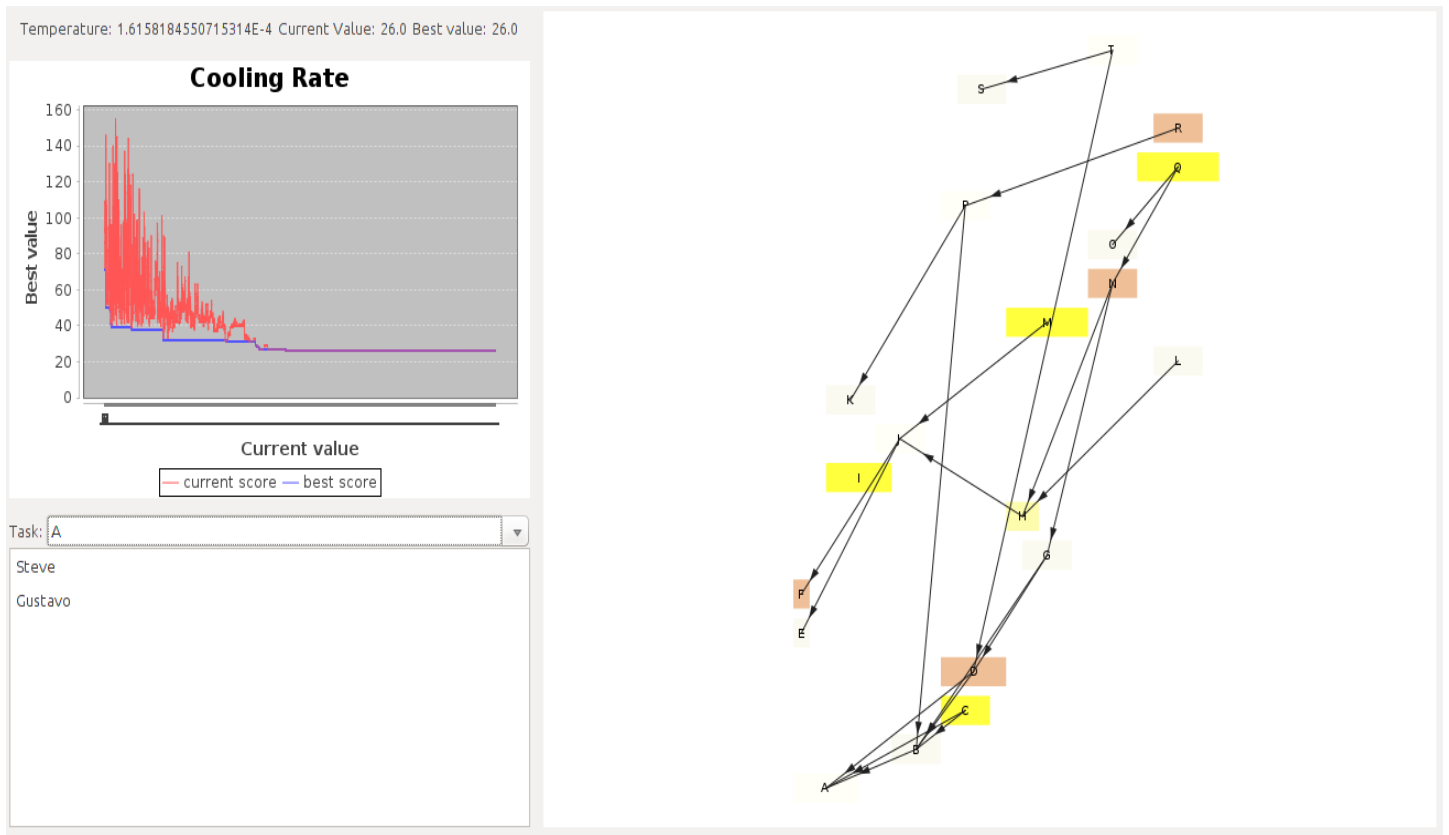 Temperature: 1.6158184550715314E-4 Current Value: 26.0 Best value: 26.0
Cooling Rate
Best value
160
140
120
100
80
60
40
20
0
Current value
current score best score
Task: A
Steve
Gustavo
T
S
R
Q
P
O
N
M
L
K
J
I
H
G
F
E
D
C
B
A